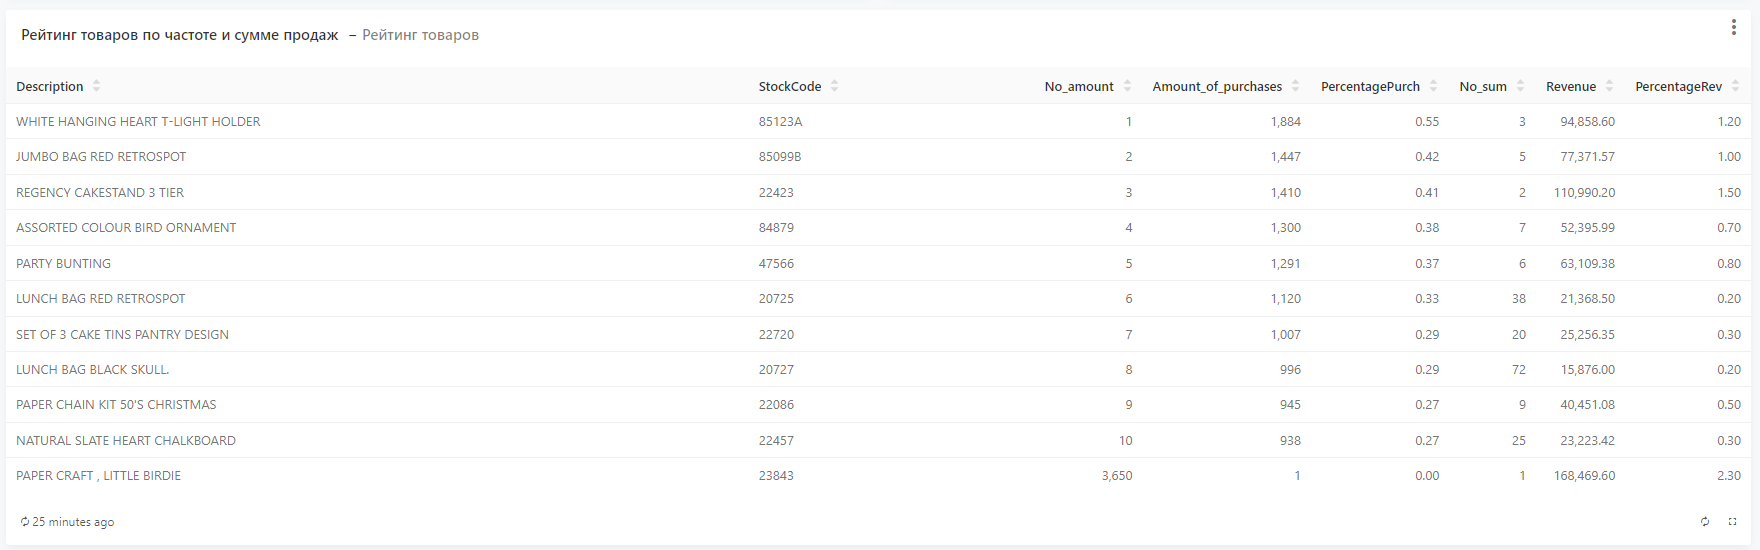 Рейтинг товаров по частоте и сумме продаж – Рейтинг товаров
Description StockCode No_amount Amount_of_purchases PercentagePurch No_sum Revenue PercentageRev
WHITE HANGING HEART T-LIGHT HOLDER 85123A 1 1,884 0.55 3 94,858.60 1.20
JUMBO BAG RED RETROSPOT 85099B 2 1,447 0.42 5 77,371.57 1.00
REGENCY CAKESTAND 3 TIER 22423 3 1,410 0.41 2 110,990.20 1.50
ASSORTED COLOUR BIRD ORNAMENT 84879 4 1,300 0.38 7 52,395.99 0.70
PARTY BUNTING 47566 5 1,291 0.37 6 63,109.38 0.80
LUNCH BAG RED RETROSPOT 20725 6 1,120 0.33 38 21,368.50 0.20
SET OF 3 CAKE TINS PANTRY DESIGN 22720 7 1,007 0.29 20 25,256.35 0.30
LUNCH BAG BLACK SKULL. 20727 8 996 0.29 72 15,876.00 0.20
PAPER CHAIN KIT 50'S CHRISTMAS 22086 9 945 0.27 9 40,451.08 0.50
NATURAL SLATE HEART CHALKBOARD 22457 10 938 0.27 25 23,223.42 0.30
PAPER CRAFT , LITTLE BIRDIE 23843 3,650 1 0.00 1 168,469.60 2.30
25 minutes ago